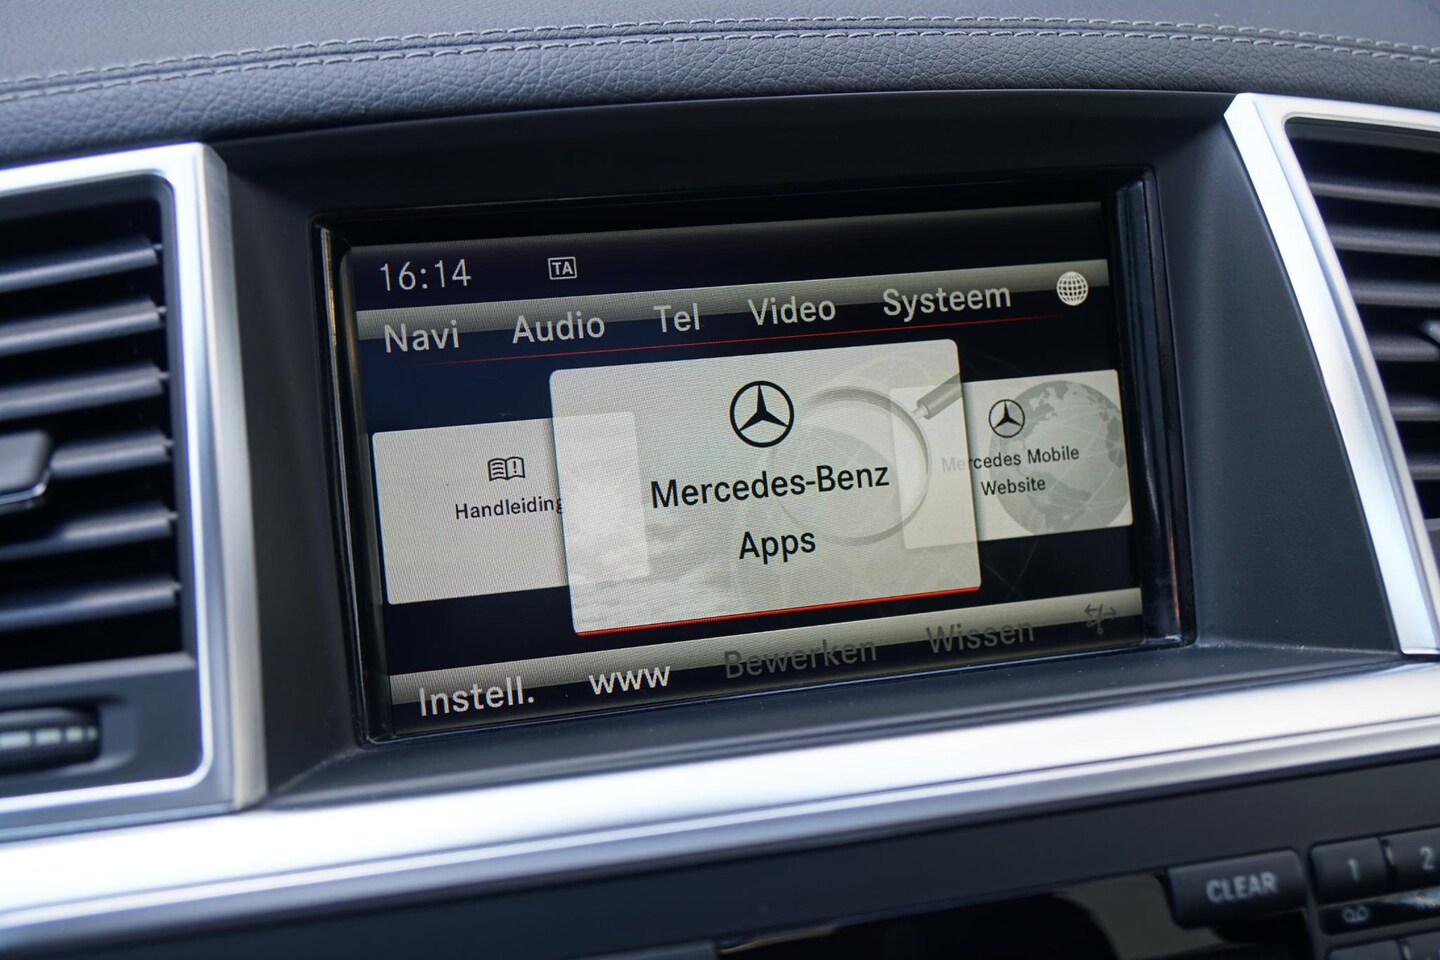 16:14 TA
Navi Audio Tel Video Systeem
Handleiding
Mercedes-Benz
Apps
Mercedes Mobile
Website
Instell. www Bewerken Wissen
CLEAR 1 2